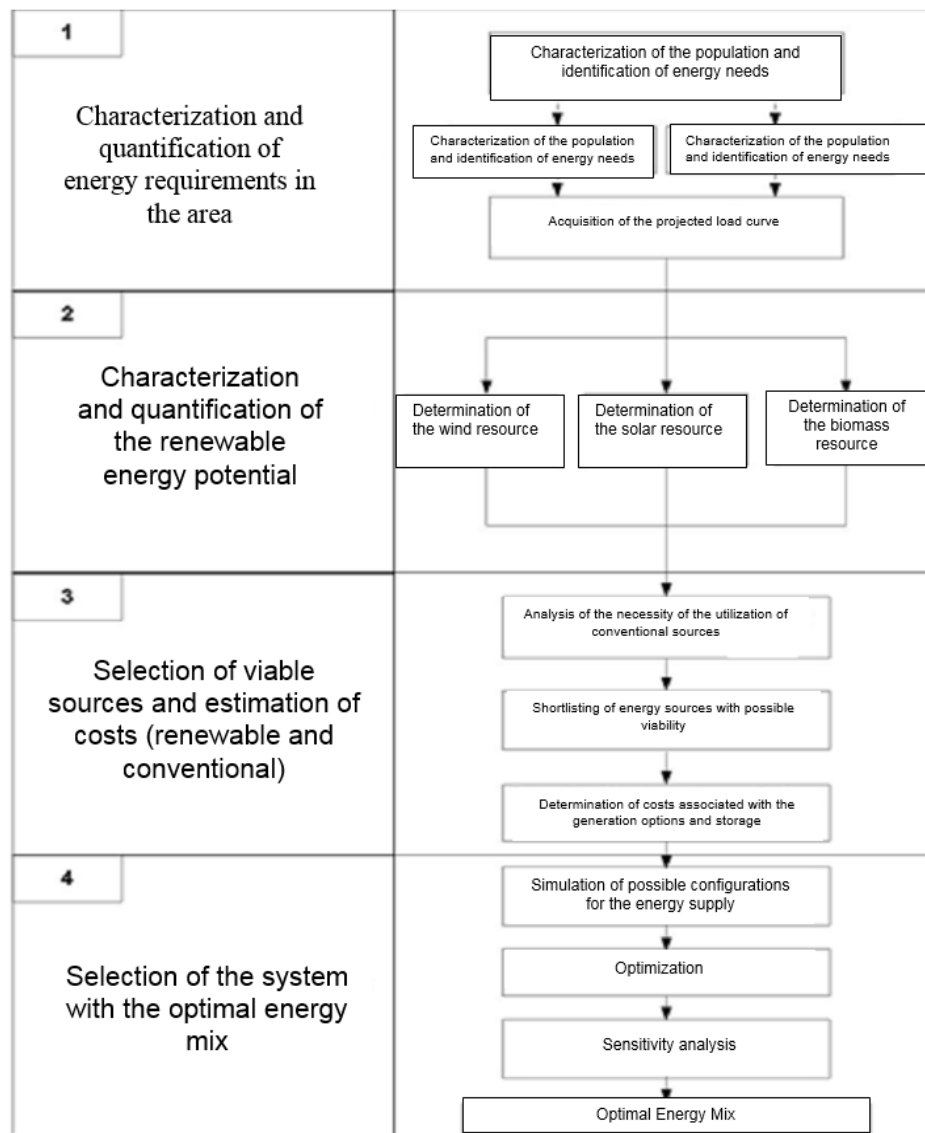 1
Characterization and
quantification of
energy requirements in
the area
Characterization of the population and
identification of energy needs
Characterization of the population
and identification of energy needs
Characterization of the population
and identification of energy needs
Acquisition of the projected load curve
2
Characterization
and quantification of
the renewable
energy potential
Determination of
the wind resource
Determination of
the solar resource
Determination of
the biomass
resource
3
Selection of viable
sources and estimation of
costs (renewable and
conventional)
Analysis of the necessity of the utilization of
conventional sources
Shortlisting of energy sources with possible
viability
Determination of costs associated with the
generation options and storage
4
Selection of the system
with the optimal energy
mix
Simulation of possible configurations
for the energy supply
Optimization
Sensitivity analysis
Optimal Energy Mix